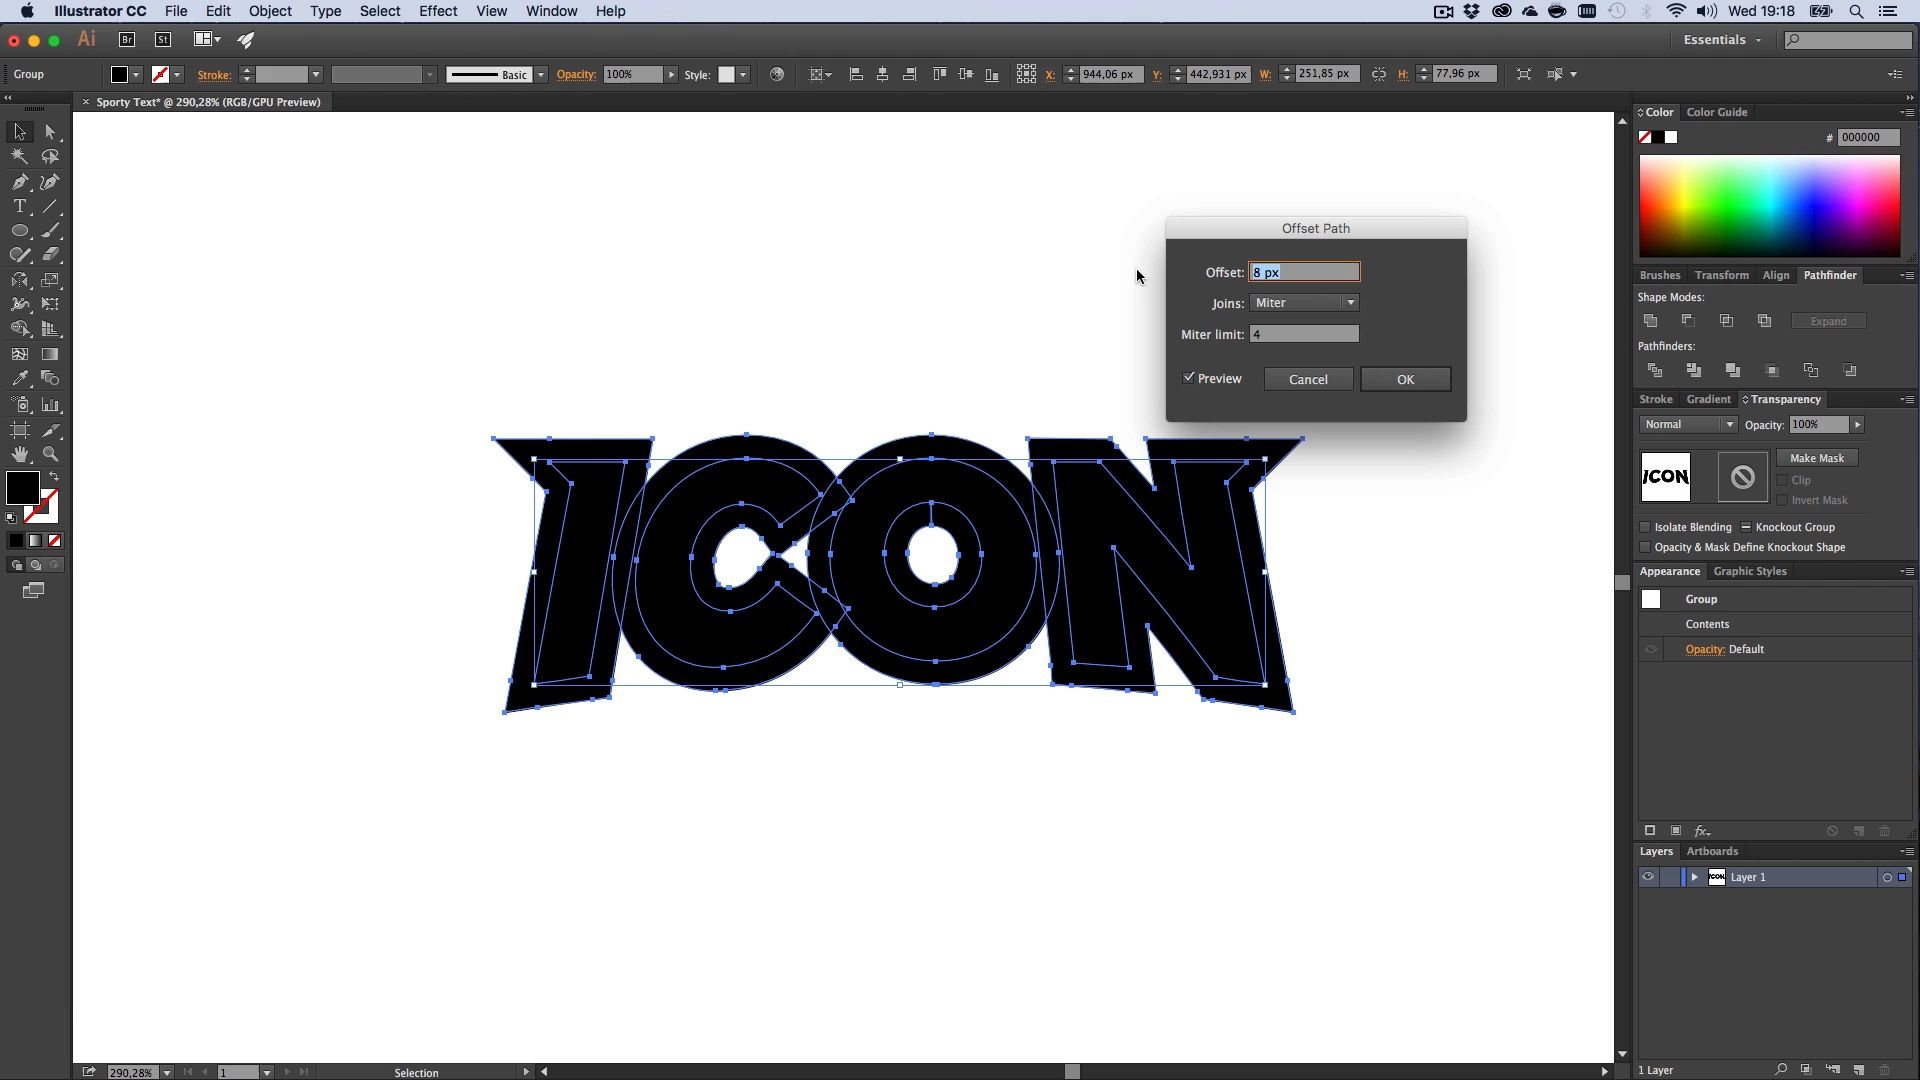 Illustrator CC File Edit Object Type Select Effect View Window Help Wed 19:18
Ai Br St Essentials
Group Stroke: Basic Opacity: 100% Style: X: 944,06 px Y: 442,931 px W: 251,85 px H: 77,96 px
× Sporty Text* @ 290,28% (RGB/GPU Preview)
Color Color Guide
# 000000
Offset Path
Offset: 8 px
Joins: Miter
Miter limit: 4
Preview Cancel OK
Brushes Transform Align Pathfinder
Shape Modes:
Expand
Pathfinders:
Stroke Gradient Transparency
Normal Opacity: 100%
ICON
Make Mask
Clip
Invert Mask
Isolate Blending Knockout Group
Opacity & Mask Define Knockout Shape
Appearance Graphic Styles
Group
Contents
Opacity: Default
ICON
fx
Layers Artboards
ICON Layer 1
290,28% 1 Selection
1 Layer